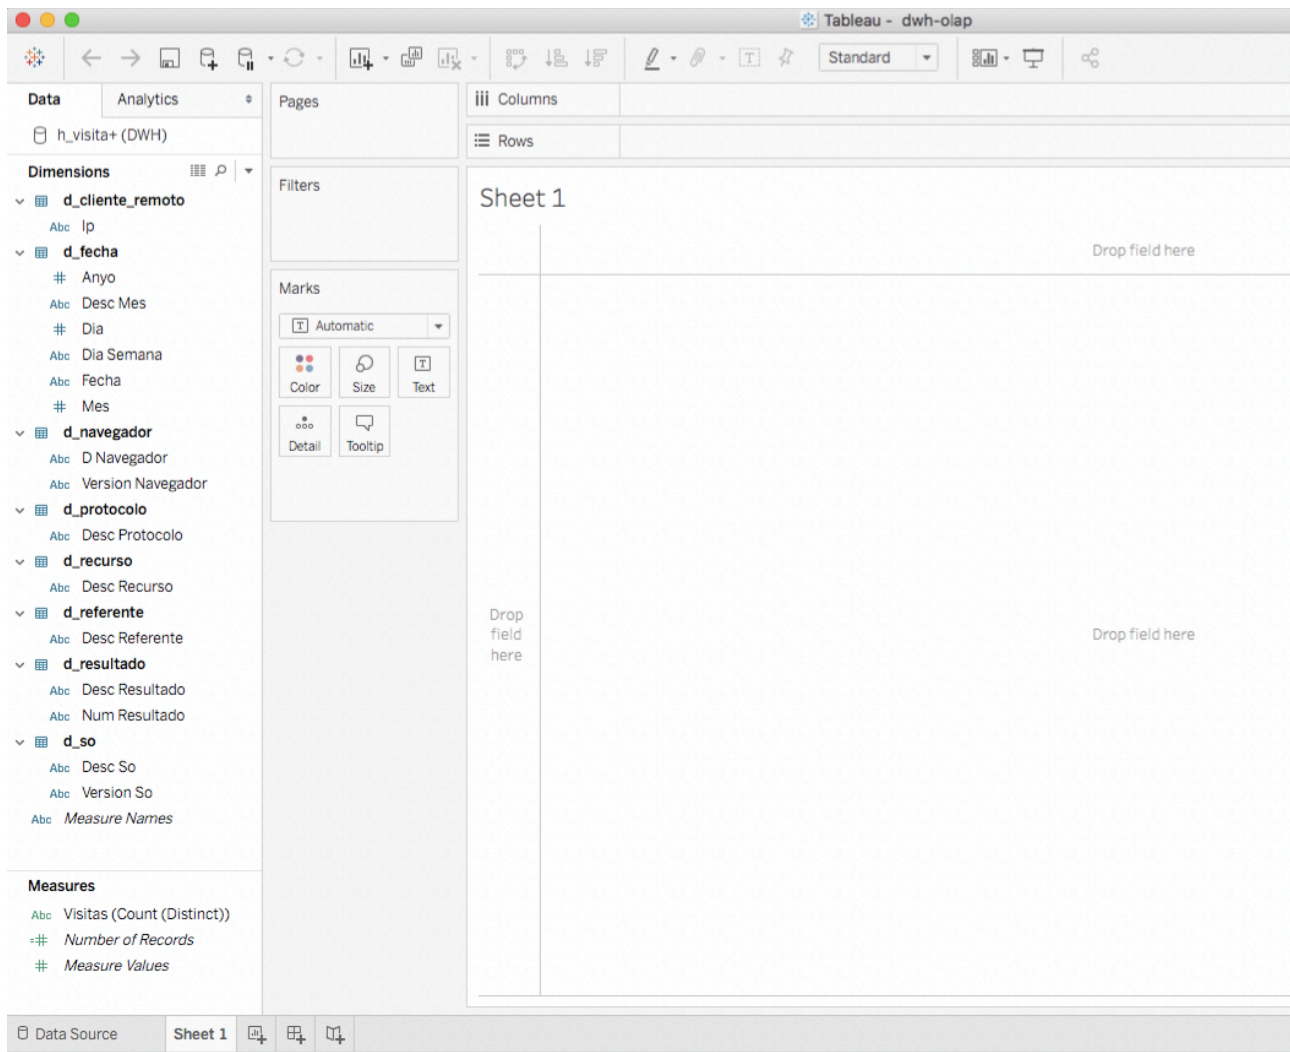 Tableau - dwh-olap
Standard
Data
Analytics
h_visita+ (DWH)
Dimensions
d_cliente_remoto
Abc Ip
d_fecha
# Anyo
Abc Desc Mes
# Dia
Abc Dia Semana
Abc Fecha
# Mes
d_navegador
Abc D Navegador
Abc Version Navegador
d_protocolo
Abc Desc Protocolo
d_recurso
Abc Desc Recurso
d_referente
Abc Desc Referente
d_resultado
Abc Desc Resultado
Abc Num Resultado
d_so
Abc Desc So
Abc Version So
Abc Measure Names
Measures
Abc Visitas (Count (Distinct))
=# Number of Records
# Measure Values
Pages
Filters
Marks
T Automatic
Color
Size
T
Text
Detail
Tooltip
Columns
Rows
Sheet 1
Drop field here
Drop
field
here
Drop field here
Data Source
Sheet 1